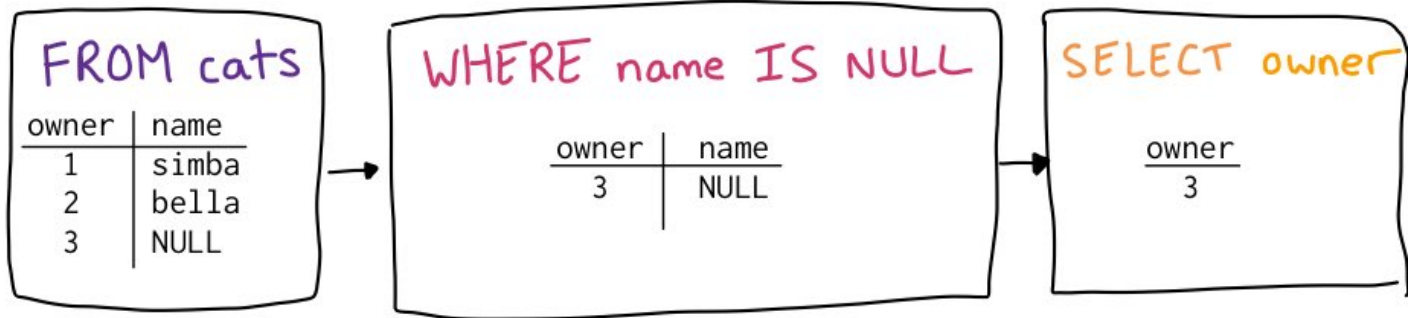 FROM cats
owner name
1 simba
2 bella
3 NULL
WHERE name IS NULL
owner name
3 NULL
SELECT owner
owner
3